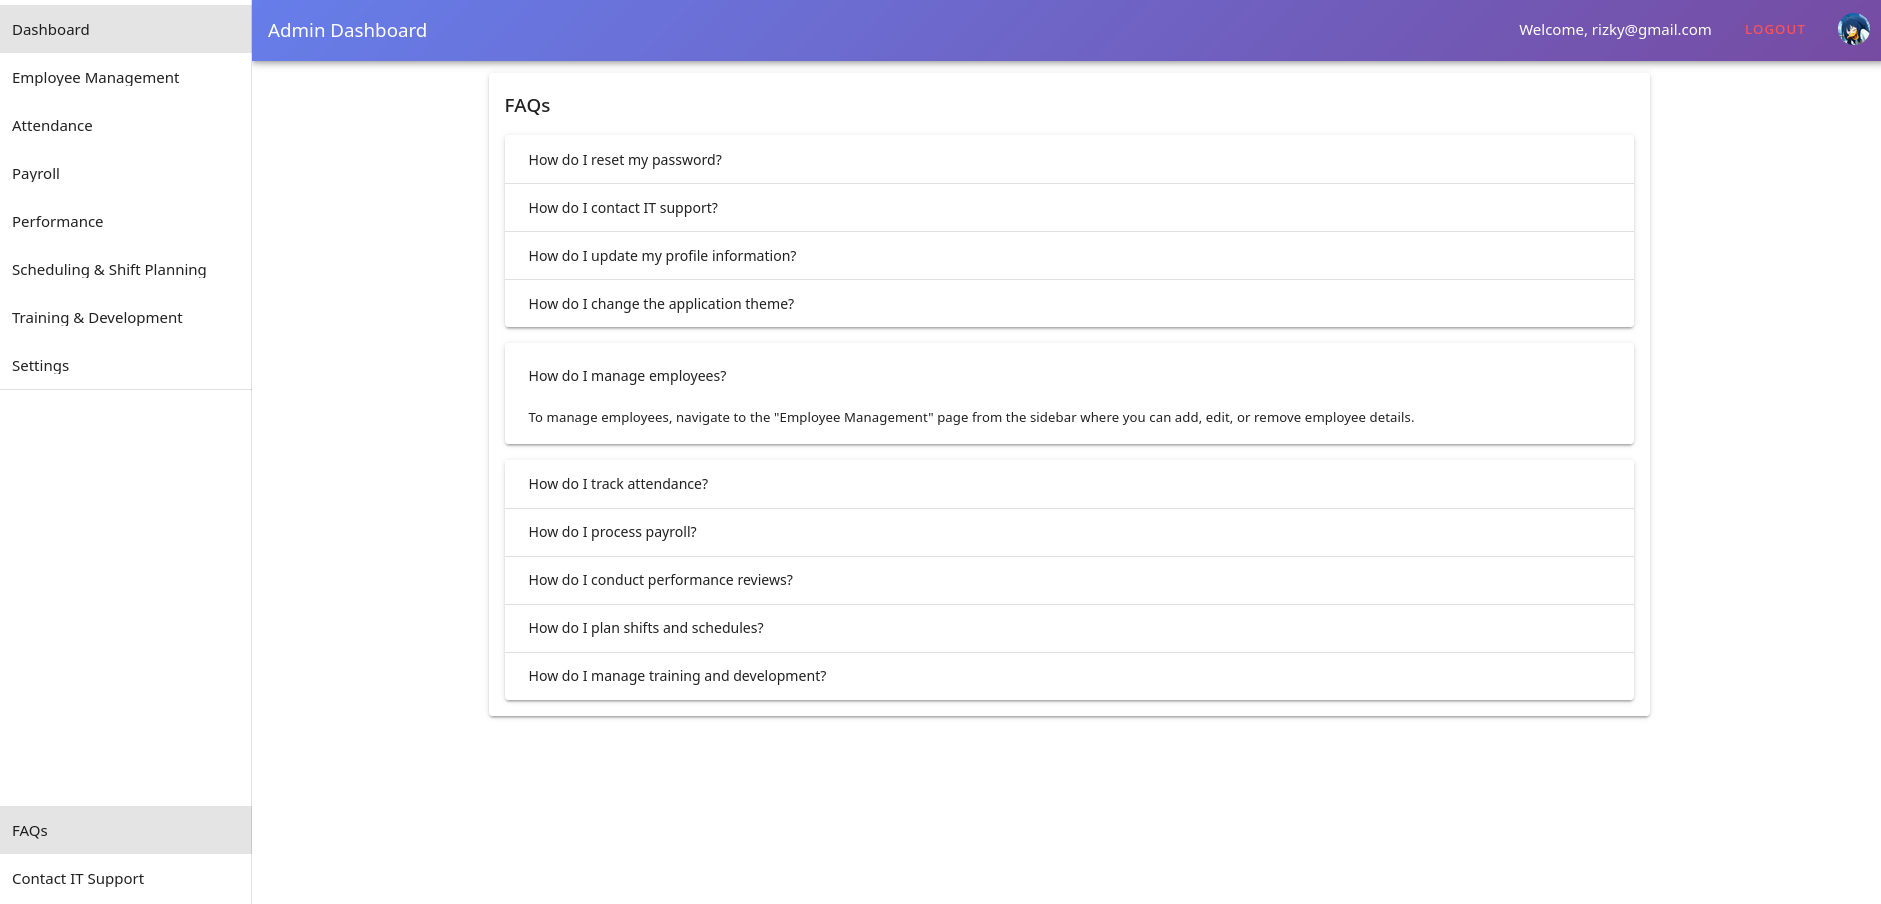 Dashboard
Employee Management
Attendance
Payroll
Performance
Scheduling & Shift Planning
Training & Development
Settings
FAQs
Contact IT Support
Admin Dashboard
Welcome, rizky@gmail.com
LOGOUT
FAQs
How do I reset my password?
How do I contact IT support?
How do I update my profile information?
How do I change the application theme?
How do I manage employees?
To manage employees, navigate to the "Employee Management" page from the sidebar where you can add, edit, or remove employee details.
How do I track attendance?
How do I process payroll?
How do I conduct performance reviews?
How do I plan shifts and schedules?
How do I manage training and development?